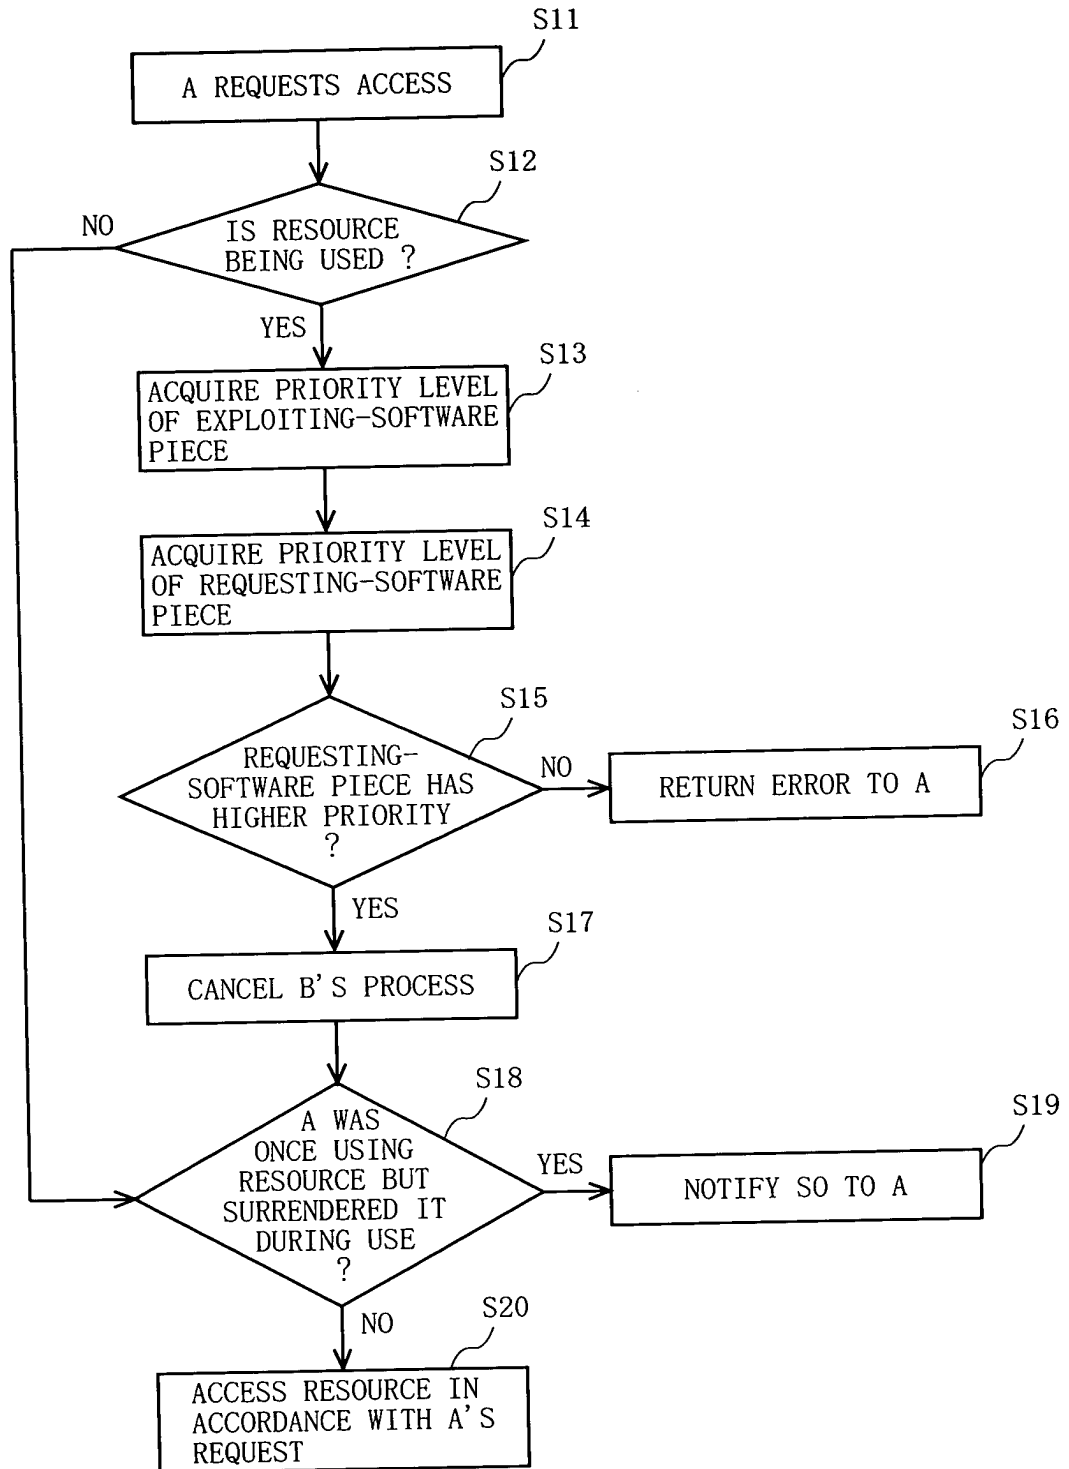 S11
A REQUESTS ACCESS
S12
NO
IS RESOURCE
BEING USED ?
YES
S13
ACQUIRE PRIORITY LEVEL
OF EXPLOITING-SOFTWARE
PIECE
S14
ACQUIRE PRIORITY LEVEL
OF REQUESTING-SOFTWARE
PIECE
S15
REQUESTING-
SOFTWARE PIECE HAS
HIGHER PRIORITY
?
NO
S16
RETURN ERROR TO A
YES
S17
CANCEL B'S PROCESS
S18
A WAS
ONCE USING
RESOURCE BUT
SURRENDERED IT
DURING USE
?
YES
S19
NOTIFY SO TO A
NO
S20
ACCESS RESOURCE IN
ACCORDANCE WITH A'S
REQUEST